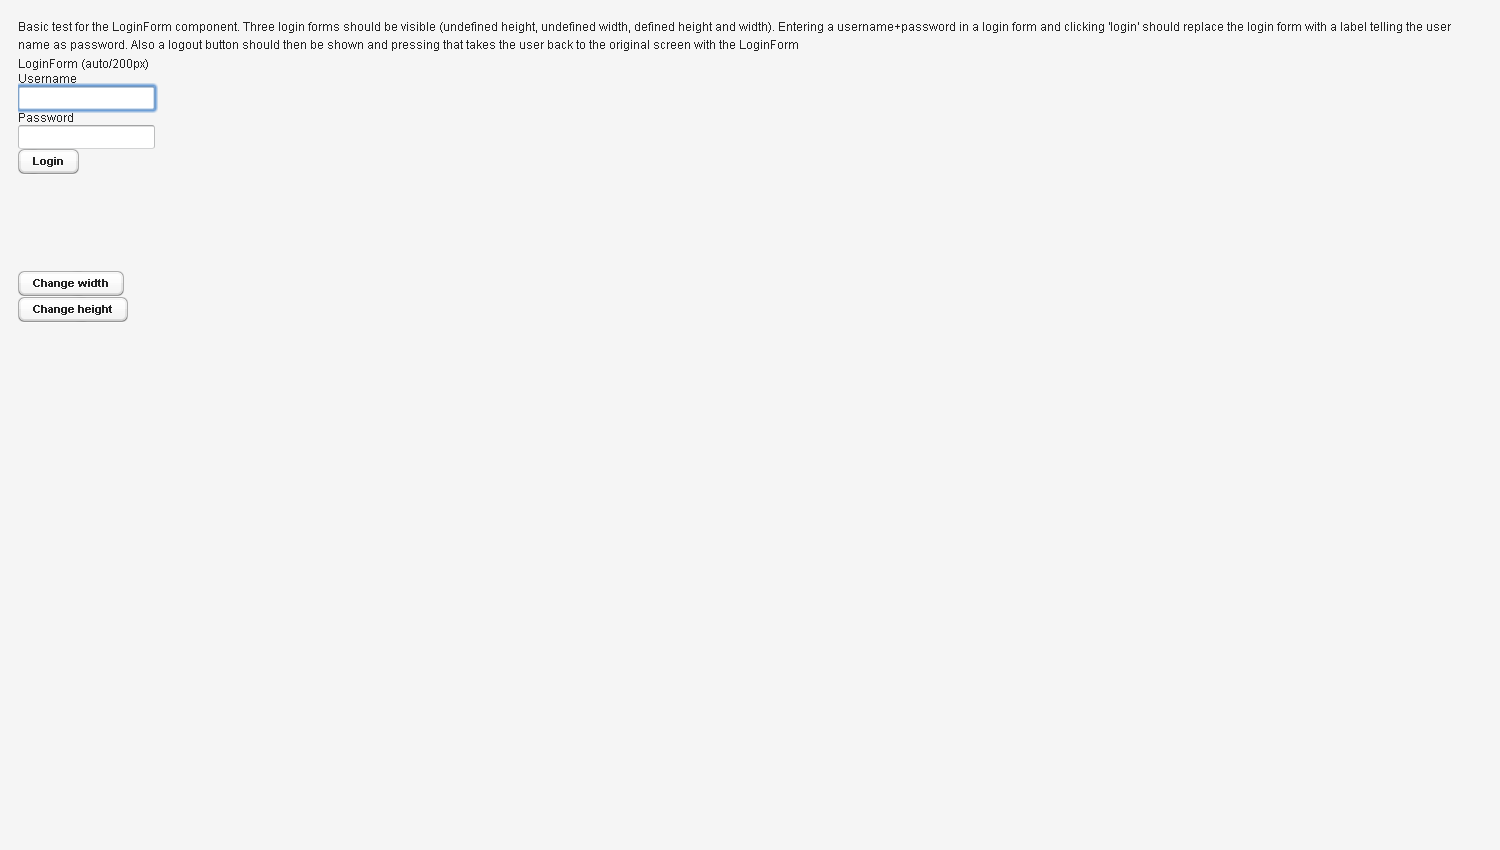 Basic test for the LoginForm component. Three login forms should be visible (undefined height, undefined width, defined height and width). Entering a username+password in a login form and clicking 'login' should replace the login form with a label telling the user
name as password. Also a logout button should then be shown and pressing that takes the user back to the original screen with the LoginForm
LoginForm (auto/200px)
Username
Password
Login
Change width
Change height